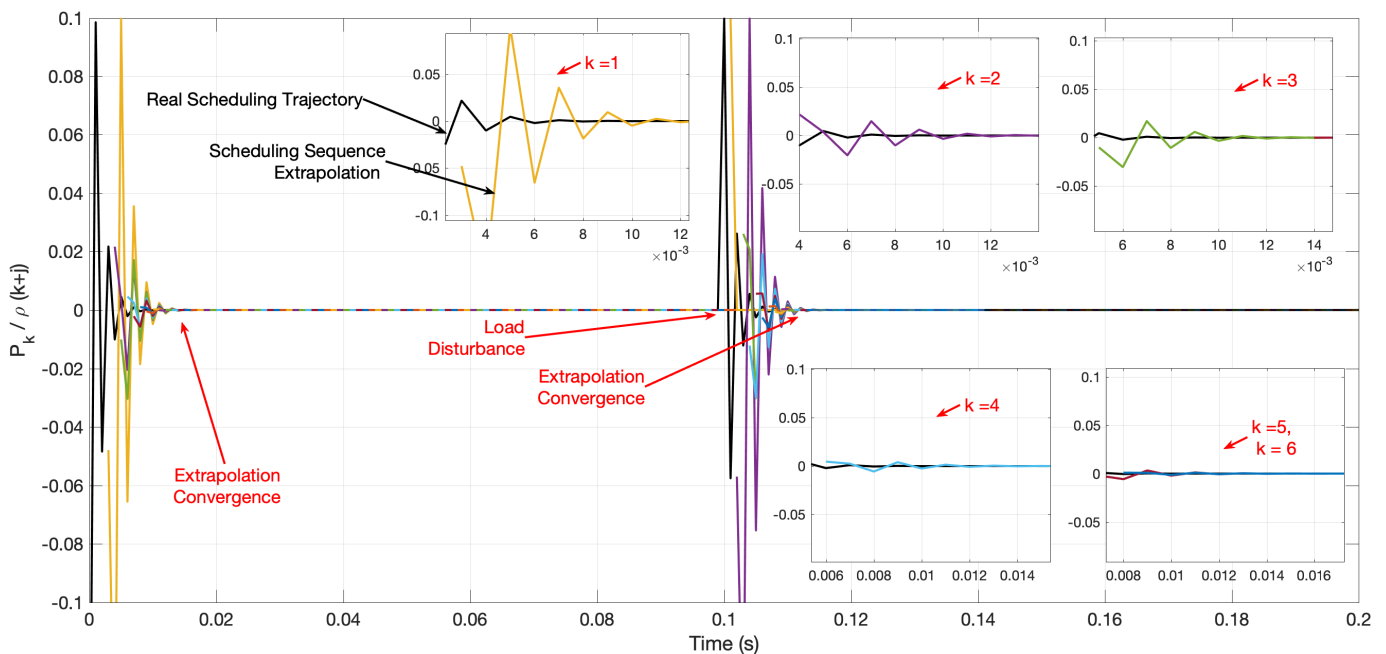 0.1
0.08
0.06
0.04
0.02
0
-0.02
-0.04
-0.06
-0.08
-0.1
P_k / ρ (k+j)
0 0.02 0.04 0.06 0.08 0.1 0.12 0.14 0.16 0.18 0.2
Time (s)
Real Scheduling Trajectory
Scheduling Sequence
Extrapolation
k =1
0.05
0
-0.05
-0.1
4 6 8 10 12
×10⁻³
k =2
0.1
0.05
0
-0.05
4 6 8 10 12
×10⁻³
k =3
0.1
0.05
0
-0.05
6 8 10 12 14
×10⁻³
Load
Disturbance
Extrapolation
Convergence
Extrapolation
Convergence
k =4
0.1
0.05
0
-0.05
0.006 0.008 0.01 0.012 0.014
k =5,
k = 6
0.1
0.05
0
-0.05
0.008 0.01 0.012 0.014 0.016